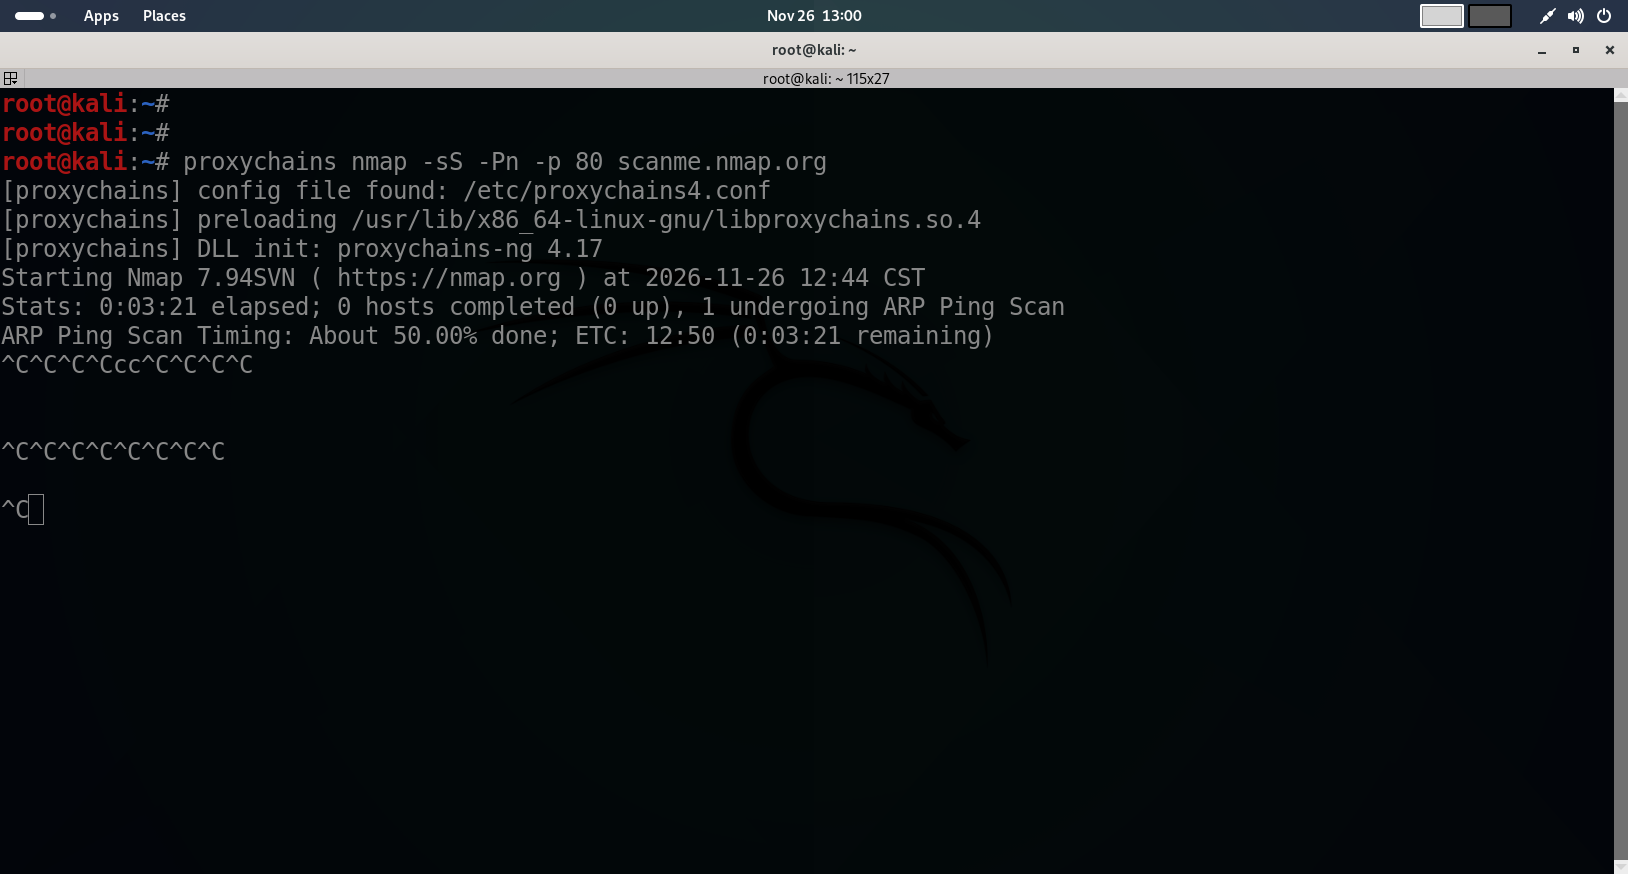 Apps Places Nov 26 13:00
root@kali: ~
root@kali: ~ 115x27
root@kali:~#
root@kali:~#
root@kali:~# proxychains nmap -sS -Pn -p 80 scanme.nmap.org
[proxychains] config file found: /etc/proxychains4.conf
[proxychains] preloading /usr/lib/x86_64-linux-gnu/libproxychains.so.4
[proxychains] DLL init: proxychains-ng 4.17
Starting Nmap 7.94SVN ( https://nmap.org ) at 2026-11-26 12:44 CST
Stats: 0:03:21 elapsed; 0 hosts completed (0 up), 1 undergoing ARP Ping Scan
ARP Ping Scan Timing: About 50.00% done; ETC: 12:50 (0:03:21 remaining)
^C^C^C^Ccc^C^C^C^C
^C^C^C^C^C^C^C^C
^C